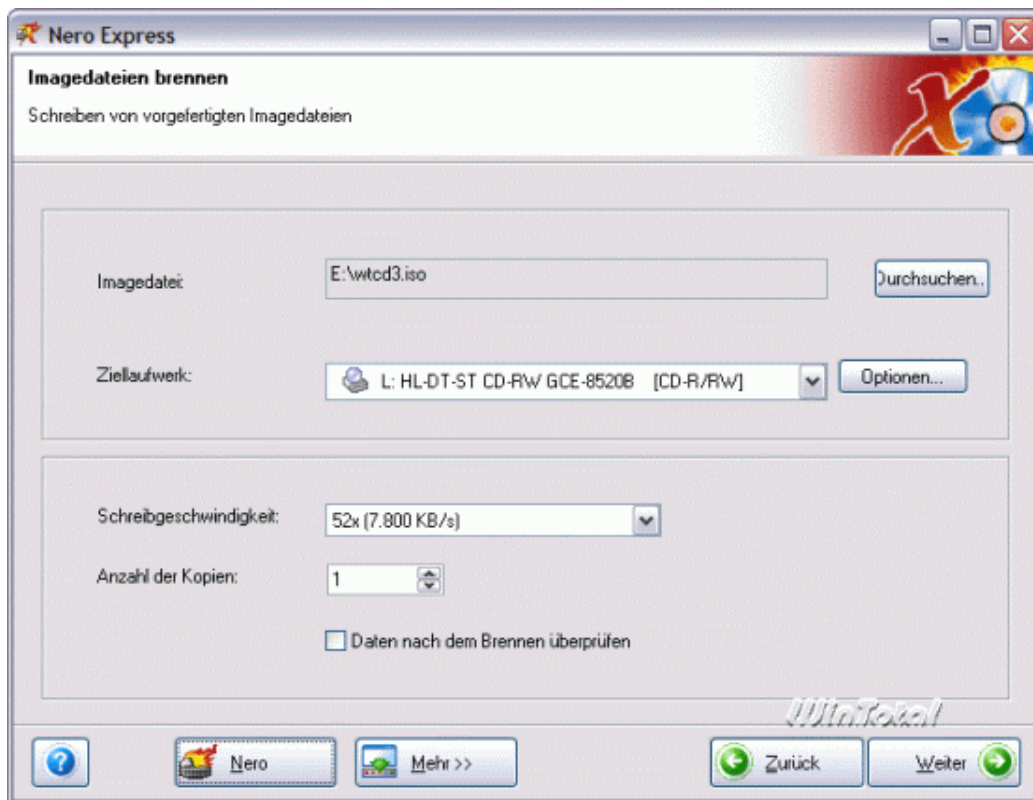 Nero Express
Imagedateien brennen
Schreiben von vorgefertigten Imagedateien
Imagedatei:
E:\wtcd3.iso
Durchsuchen..
Ziellaufwerk:
L: HL-DT-ST CD-RW GCE-8520B [CD-R/RW]
Optionen...
Schreibgeschwindigkeit:
52x (7.800 KB/s)
Anzahl der Kopien:
1
Daten nach dem Brennen überprüfen
WinTotal
?
Nero
Mehr >>
Zurück
Weiter